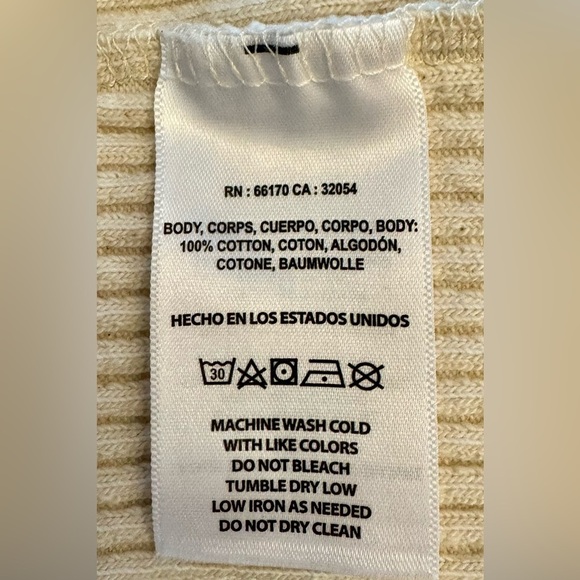 RN : 66170 CA : 32054
BODY, CORPS, CUERPO, CORPO, BODY:
100% COTTON, COTON, ALGODÓN,
COTONE, BAUMWOLLE
HECHO EN LOS ESTADOS UNIDOS
30
MACHINE WASH COLD
WITH LIKE COLORS
DO NOT BLEACH
TUMBLE DRY LOW
LOW IRON AS NEEDED
DO NOT DRY CLEAN